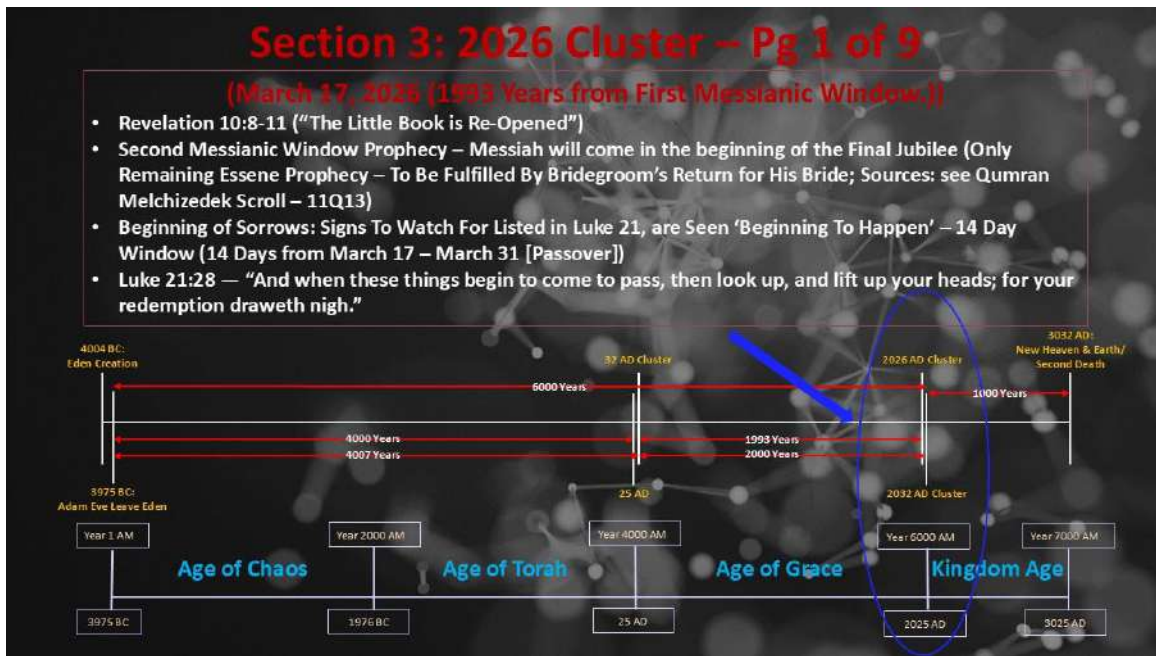 Section 3: 2026 Cluster – Pg 1 of 9
(March 17, 2026 (1993 Years from First Messianic Window.))
• Revelation 10:8-11 (“The Little Book is Re-Opened”)
• Second Messianic Window Prophecy – Messiah will come in the beginning of the Final Jubilee (Only
Remaining Essene Prophecy – To Be Fulfilled By Bridegroom’s Return for His Bride; Sources: see Qumran
Melchizedek Scroll – 11Q13)
• Beginning of Sorrows: Signs To Watch For Listed in Luke 21, are Seen ‘Beginning To Happen’ – 14 Day
Window (14 Days from March 17 – March 31 [Passover])
• Luke 21:28 — “And when these things begin to come to pass, then look up, and lift up your heads; for your
redemption draweth nigh.”
4004 BC:
Eden Creation
32 AD Cluster
2026 AD Cluster
3032 AD:
New Heaven & Earth/
Second Death
6000 Years
1000 Years
4000 Years
1993 Years
4007 Years
2000 Years
3975 BC:
Adam Eve Leave Eden
25 AD
2032 AD Cluster
Year 1 AM
Year 2000 AM
Year 4000 AM
Year 6000 AM
Year 7000 AM
Age of Chaos
Age of Torah
Age of Grace
Kingdom Age
3975 BC
1976 BC
25 AD
2025 AD
3025 AD